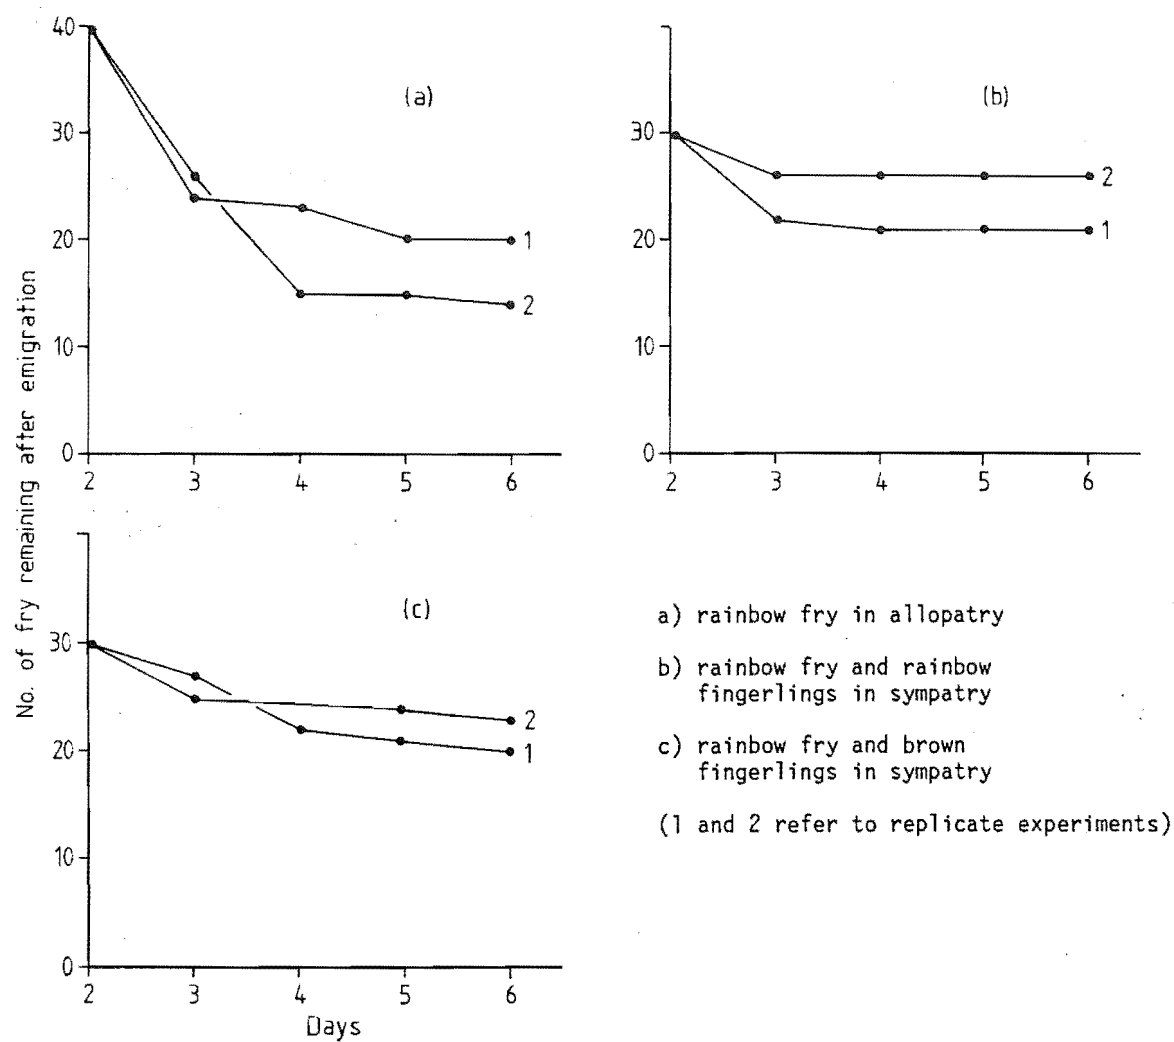 40
30
20
10
0
2 3 4 5 6
(a)
1
2
30
20
10
0
2 3 4 5 6
(b)
2
1
No. of fry remaining after emigration
30
20
10
0
2 3 4 5 6
(c)
2
1
Days
a) rainbow fry in allopatry
b) rainbow fry and rainbow
fingerlings in sympatry
c) rainbow fry and brown
fingerlings in sympatry
(1 and 2 refer to replicate experiments)